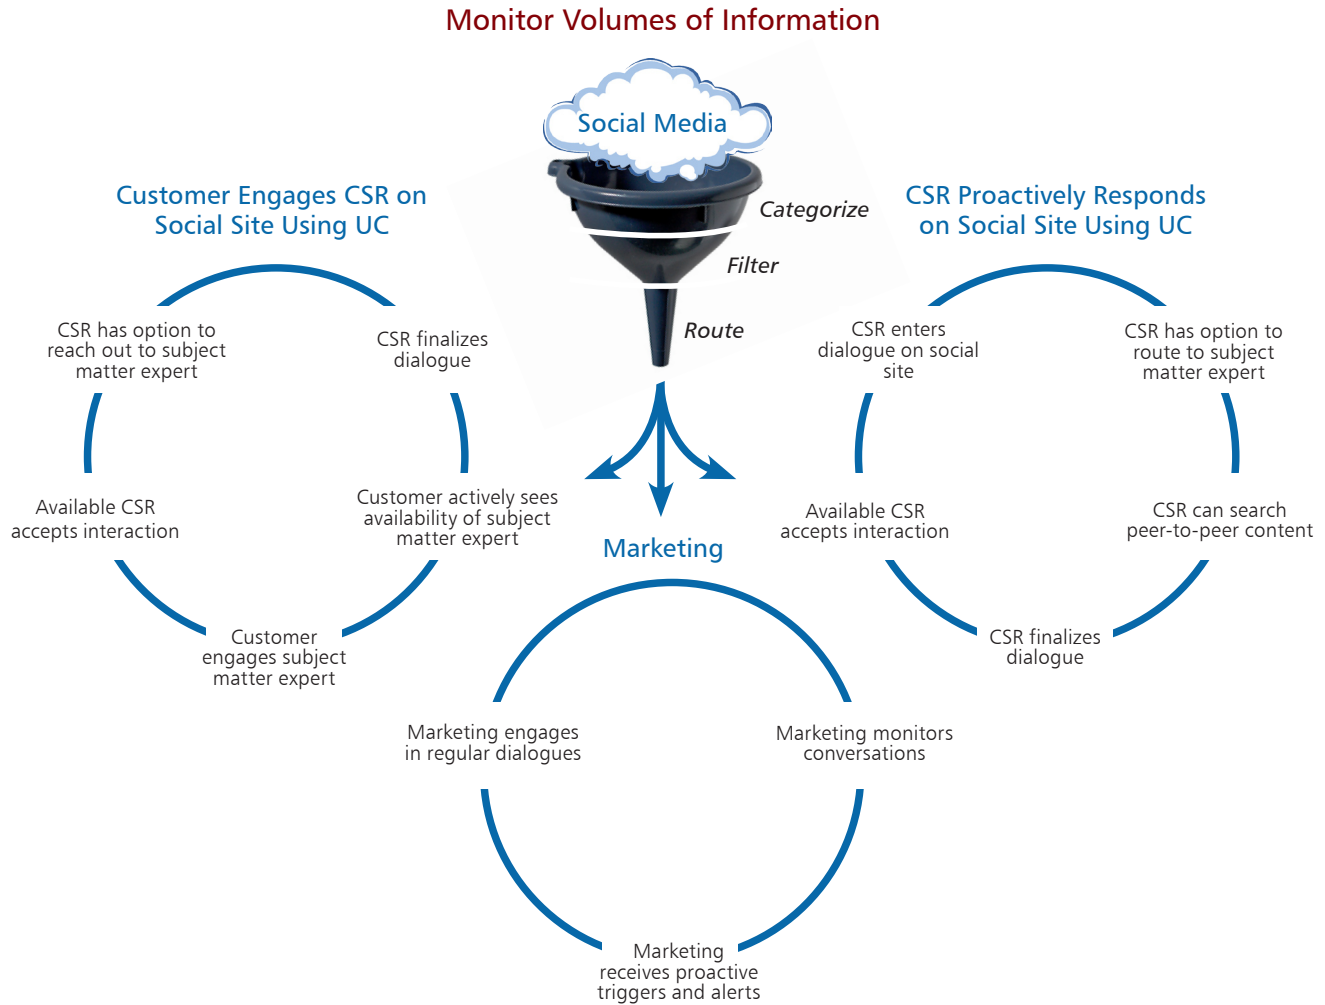 Monitor Volumes of Information
Social Media
Categorize
Filter
Route
Customer Engages CSR on
Social Site Using UC
CSR has option to
reach out to subject
matter expert
CSR finalizes
dialogue
Available CSR
accepts interaction
Customer actively sees
availability of subject
matter expert
Customer
engages subject
matter expert
CSR Proactively Responds
on Social Site Using UC
CSR enters
dialogue on social
site
CSR has option to
route to subject
matter expert
Available CSR
accepts interaction
CSR can search
peer-to-peer content
CSR finalizes
dialogue
Marketing
Marketing engages
in regular dialogues
Marketing monitors
conversations
Marketing
receives proactive
triggers and alerts